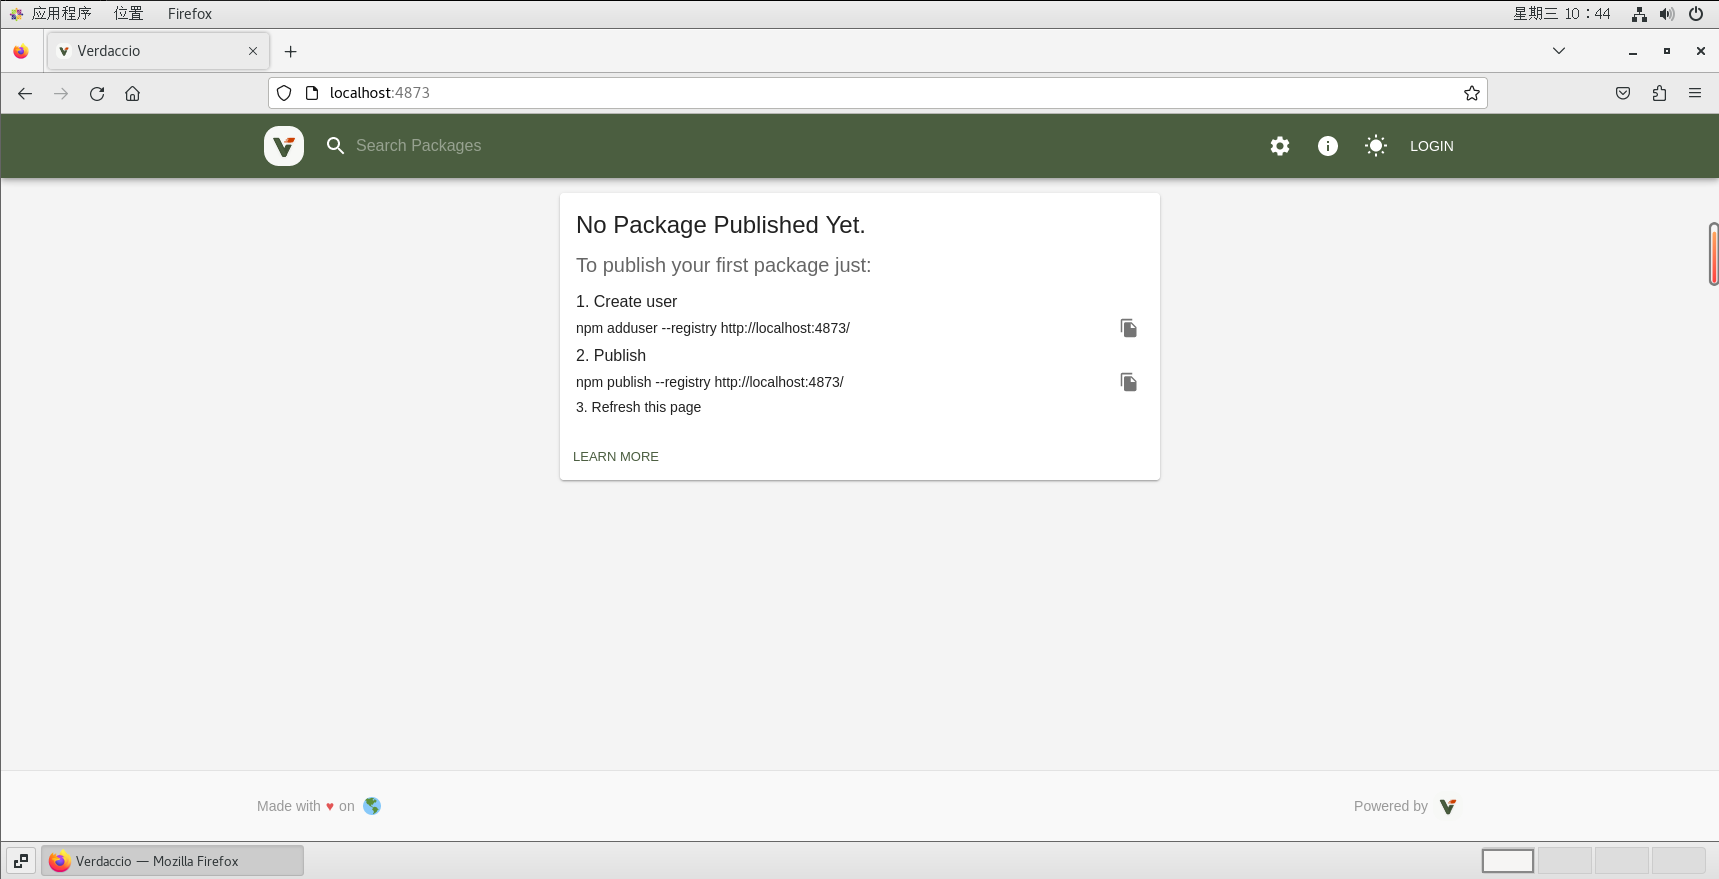 应用程序 位置 Firefox 星期三 10：44
Verdaccio
localhost:4873
Search Packages LOGIN
No Package Published Yet.
To publish your first package just:
1. Create user
npm adduser --registry http://localhost:4873/
2. Publish
npm publish --registry http://localhost:4873/
3. Refresh this page
LEARN MORE
Made with ♥ on Powered by
Verdaccio — Mozilla Firefox